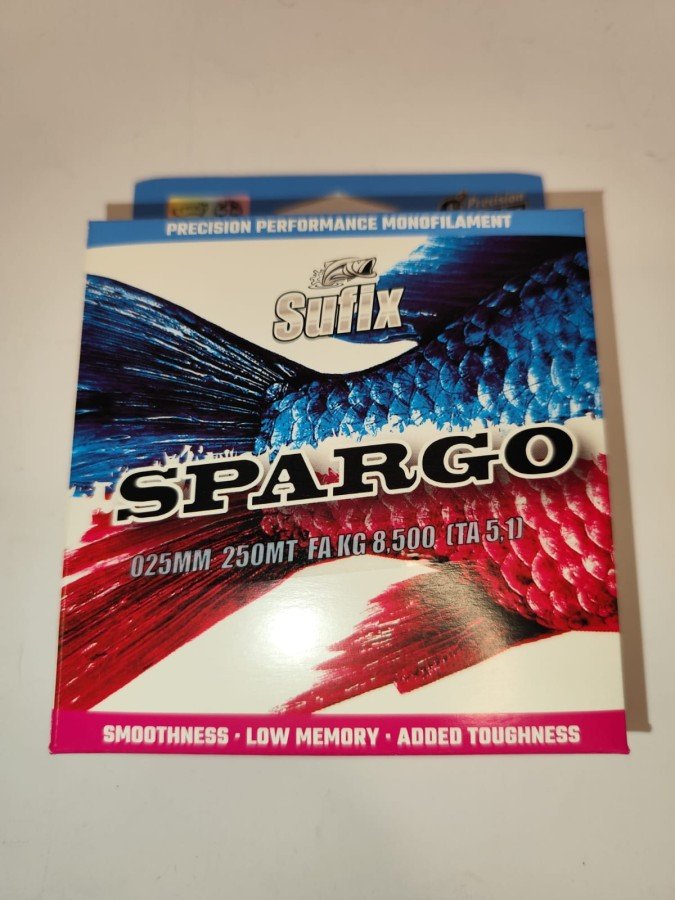 Precision
PRECISION PERFORMANCE MONOFILAMENT
Sufix
SPARGO
025MM 250MT FA KG 8,500 (TA 5,1)
SMOOTHNESS · LOW MEMORY · ADDED TOUGHNESS